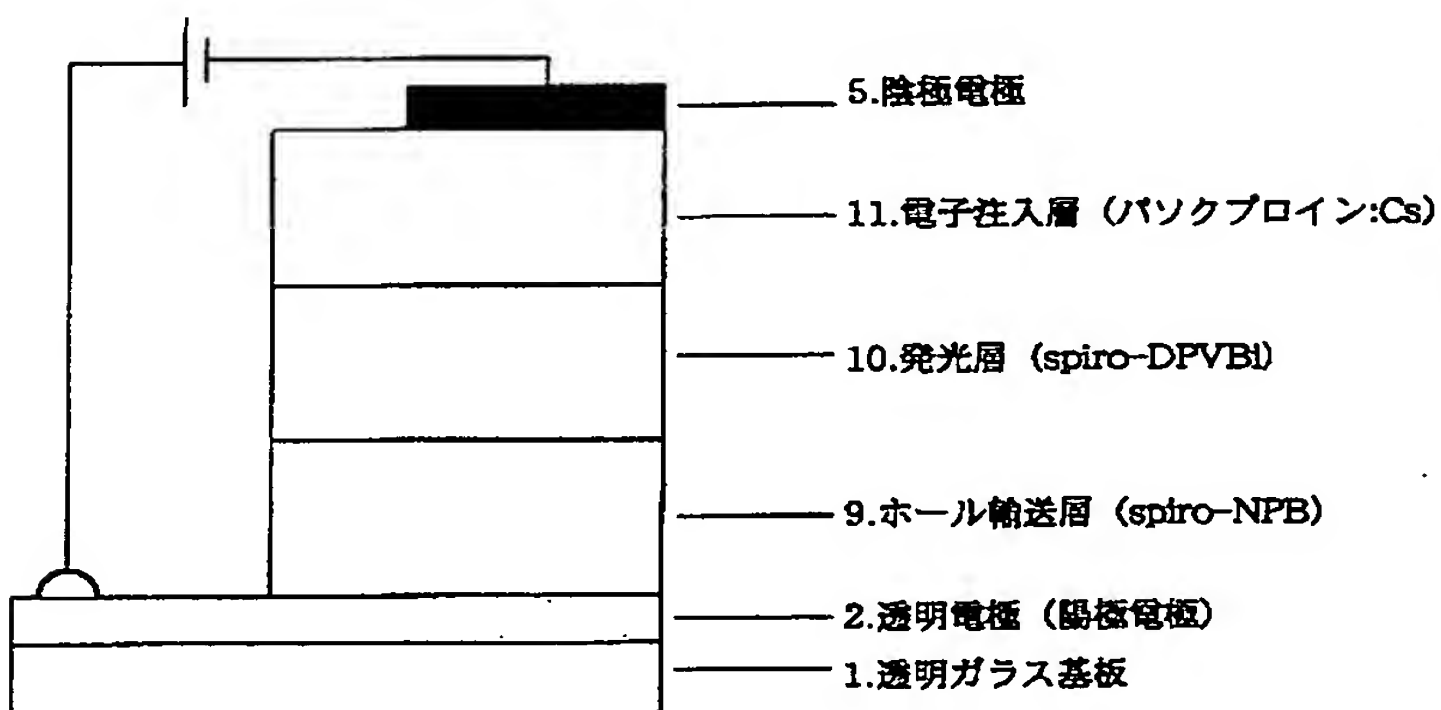 5.陰極電極
11.電子注入層（バソクプロイン:Cs）
10.発光層（spiro-DPVBi）
9.ホール輸送層（spiro-NPB）
2.透明電極（陽極電極）
1.透明ガラス基板